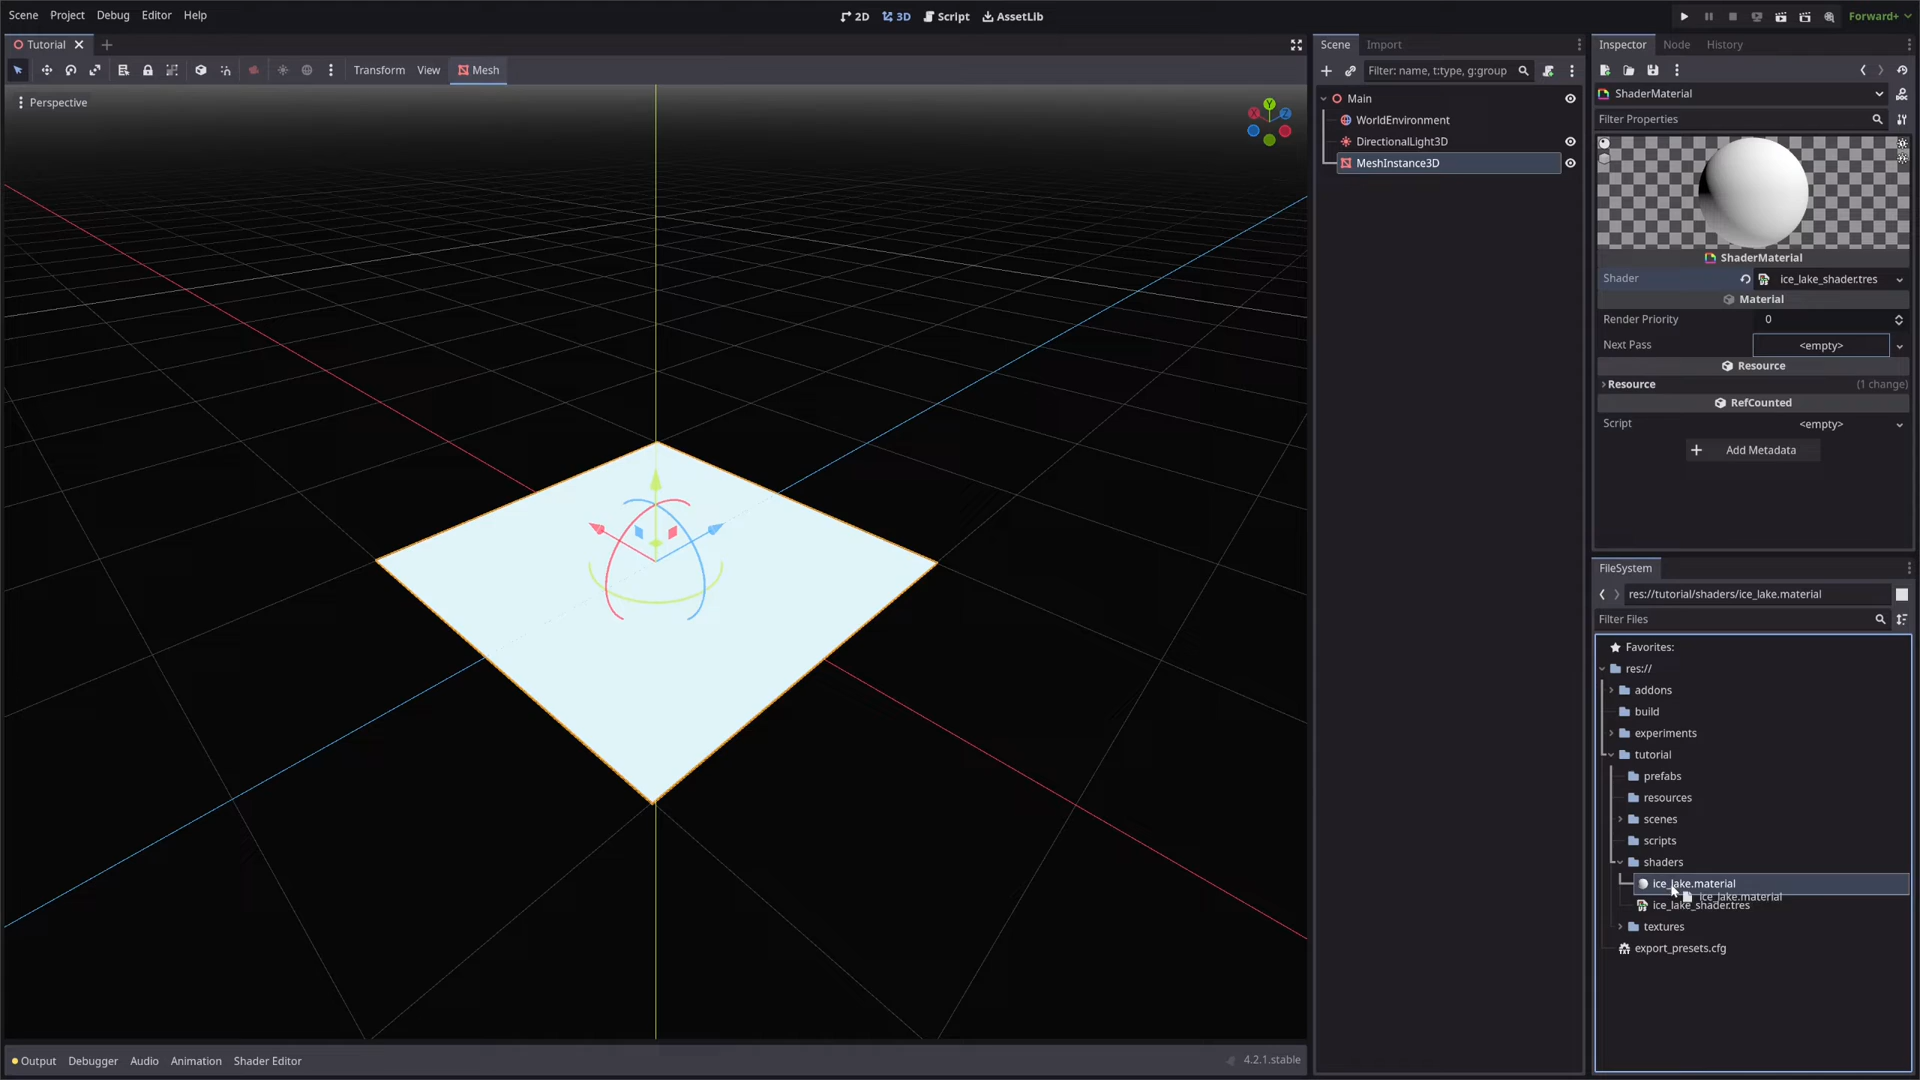 Scene Project Debug Editor Help
2D 3D Script AssetLib
Forward+
Tutorial
Transform View Mesh
Perspective
Y
X
Z
Output Debugger Audio Animation Shader Editor
4.2.1.stable
Scene Import
Filter: name, t:type, g:group
Main
WorldEnvironment
DirectionalLight3D
MeshInstance3D
Inspector Node History
ShaderMaterial
Filter Properties
ShaderMaterial
Shader ice_lake_shader.tres
Material
Render Priority 0
Next Pass <empty>
Resource
Resource (1 change)
RefCounted
Script <empty>
+ Add Metadata
FileSystem
res://tutorial/shaders/ice_lake.material
Filter Files
Favorites:
res://
addons
build
experiments
tutorial
prefabs
resources
scenes
scripts
shaders
ice_lake.material
ice_lake.material
ice_lake_shader.tres
textures
export_presets.cfg